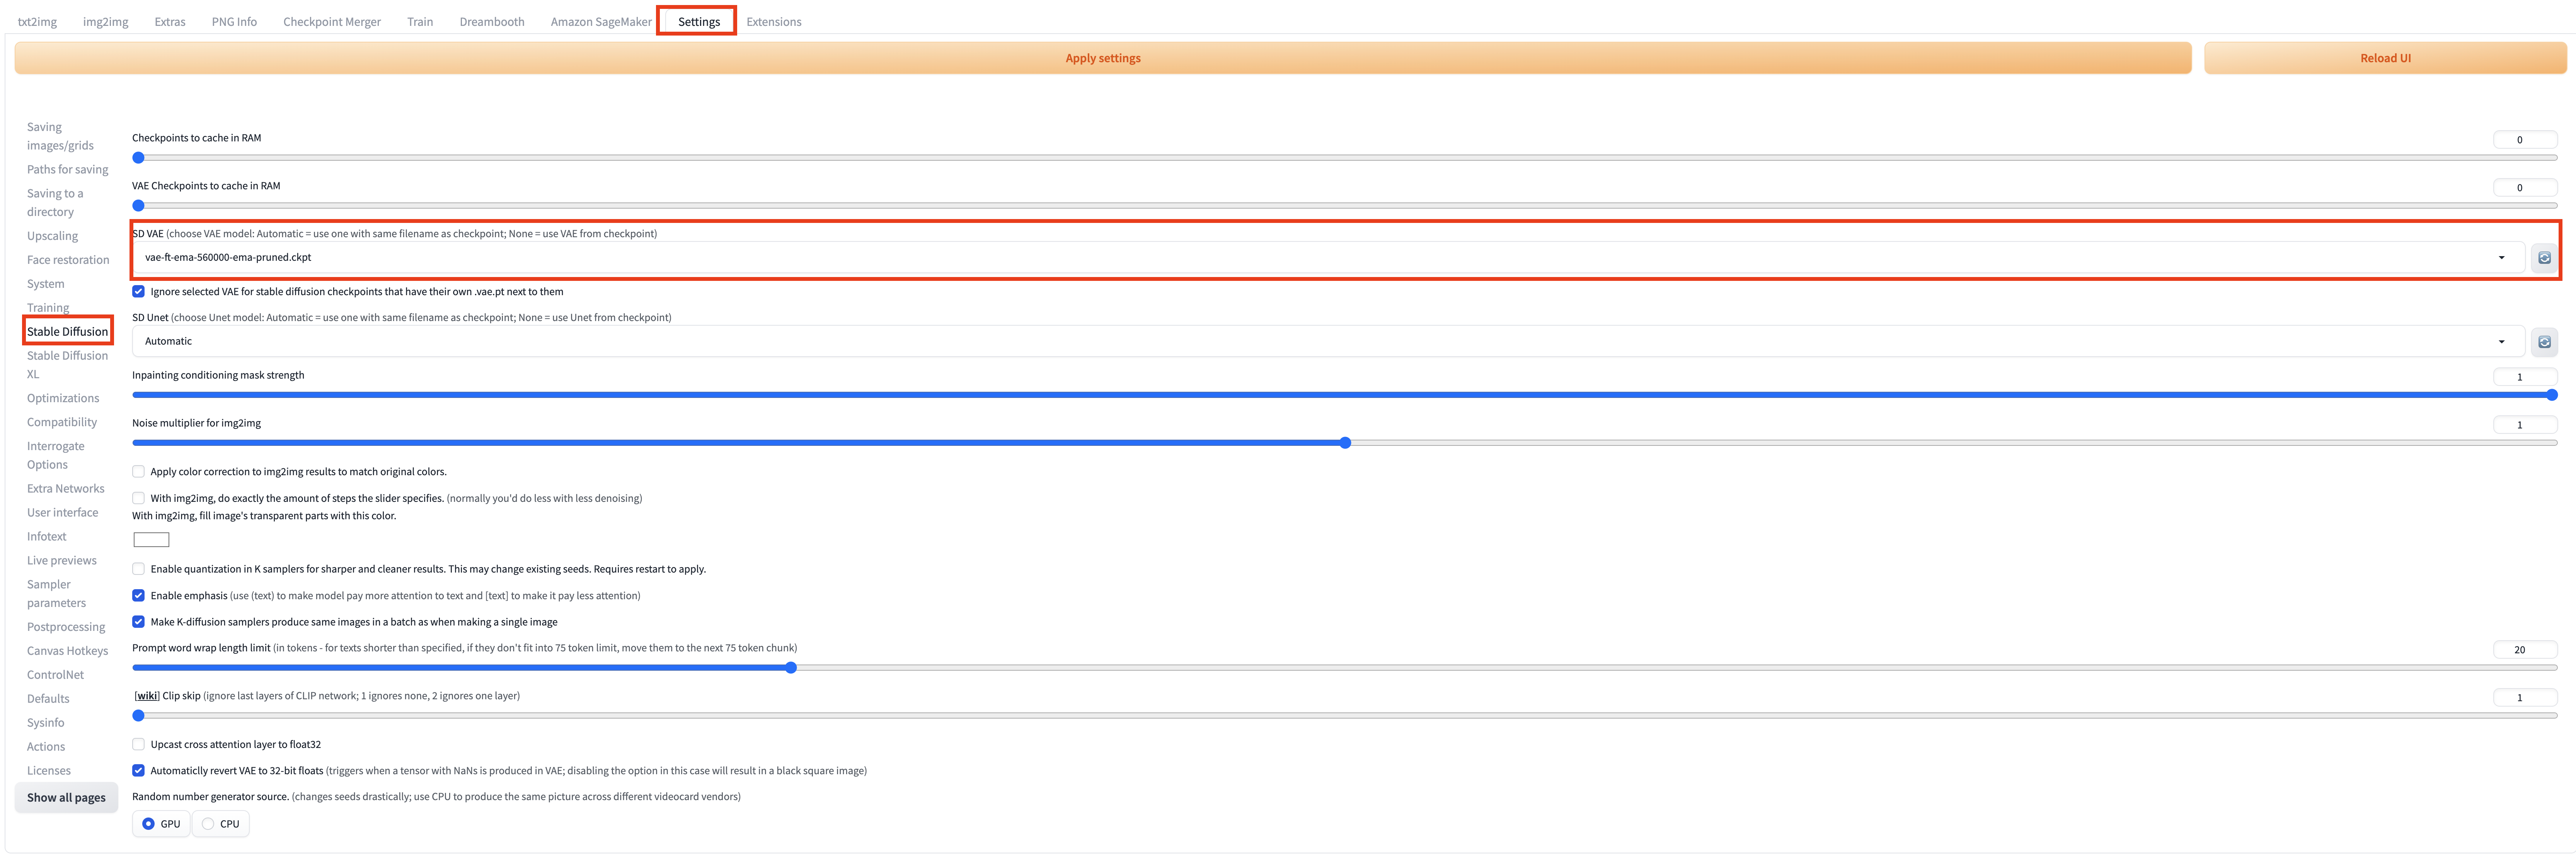 txt2img img2img Extras PNG Info Checkpoint Merger Train Dreambooth Amazon SageMaker Settings Extensions
Apply settings
Reload UI
Saving
images/grids
Paths for saving
Saving to a
directory
Upscaling
Face restoration
System
Training
Stable Diffusion
Stable Diffusion
XL
Optimizations
Compatibility
Interrogate
Options
Extra Networks
User interface
Infotext
Live previews
Sampler
parameters
Postprocessing
Canvas Hotkeys
ControlNet
Defaults
Sysinfo
Actions
Licenses
Show all pages
Checkpoints to cache in RAM
0
VAE Checkpoints to cache in RAM
0
SD VAE (choose VAE model: Automatic = use one with same filename as checkpoint; None = use VAE from checkpoint)
vae-ft-ema-560000-ema-pruned.ckpt
Ignore selected VAE for stable diffusion checkpoints that have their own .vae.pt next to them
SD Unet (choose Unet model: Automatic = use one with same filename as checkpoint; None = use Unet from checkpoint)
Automatic
Inpainting conditioning mask strength
1
Noise multiplier for img2img
1
Apply color correction to img2img results to match original colors.
With img2img, do exactly the amount of steps the slider specifies. (normally you'd do less with less denoising)
With img2img, fill image's transparent parts with this color.
Enable quantization in K samplers for sharper and cleaner results. This may change existing seeds. Requires restart to apply.
Enable emphasis (use (text) to make model pay more attention to text and [text] to make it pay less attention)
Make K-diffusion samplers produce same images in a batch as when making a single image
Prompt word wrap length limit (in tokens - for texts shorter than specified, if they don't fit into 75 token limit, move them to the next 75 token chunk)
20
[wiki] Clip skip (ignore last layers of CLIP network; 1 ignores none, 2 ignores one layer)
1
Upcast cross attention layer to float32
Automaticlly revert VAE to 32-bit floats (triggers when a tensor with NaNs is produced in VAE; disabling the option in this case will result in a black square image)
Random number generator source. (changes seeds drastically; use CPU to produce the same picture across different videocard vendors)
GPU CPU